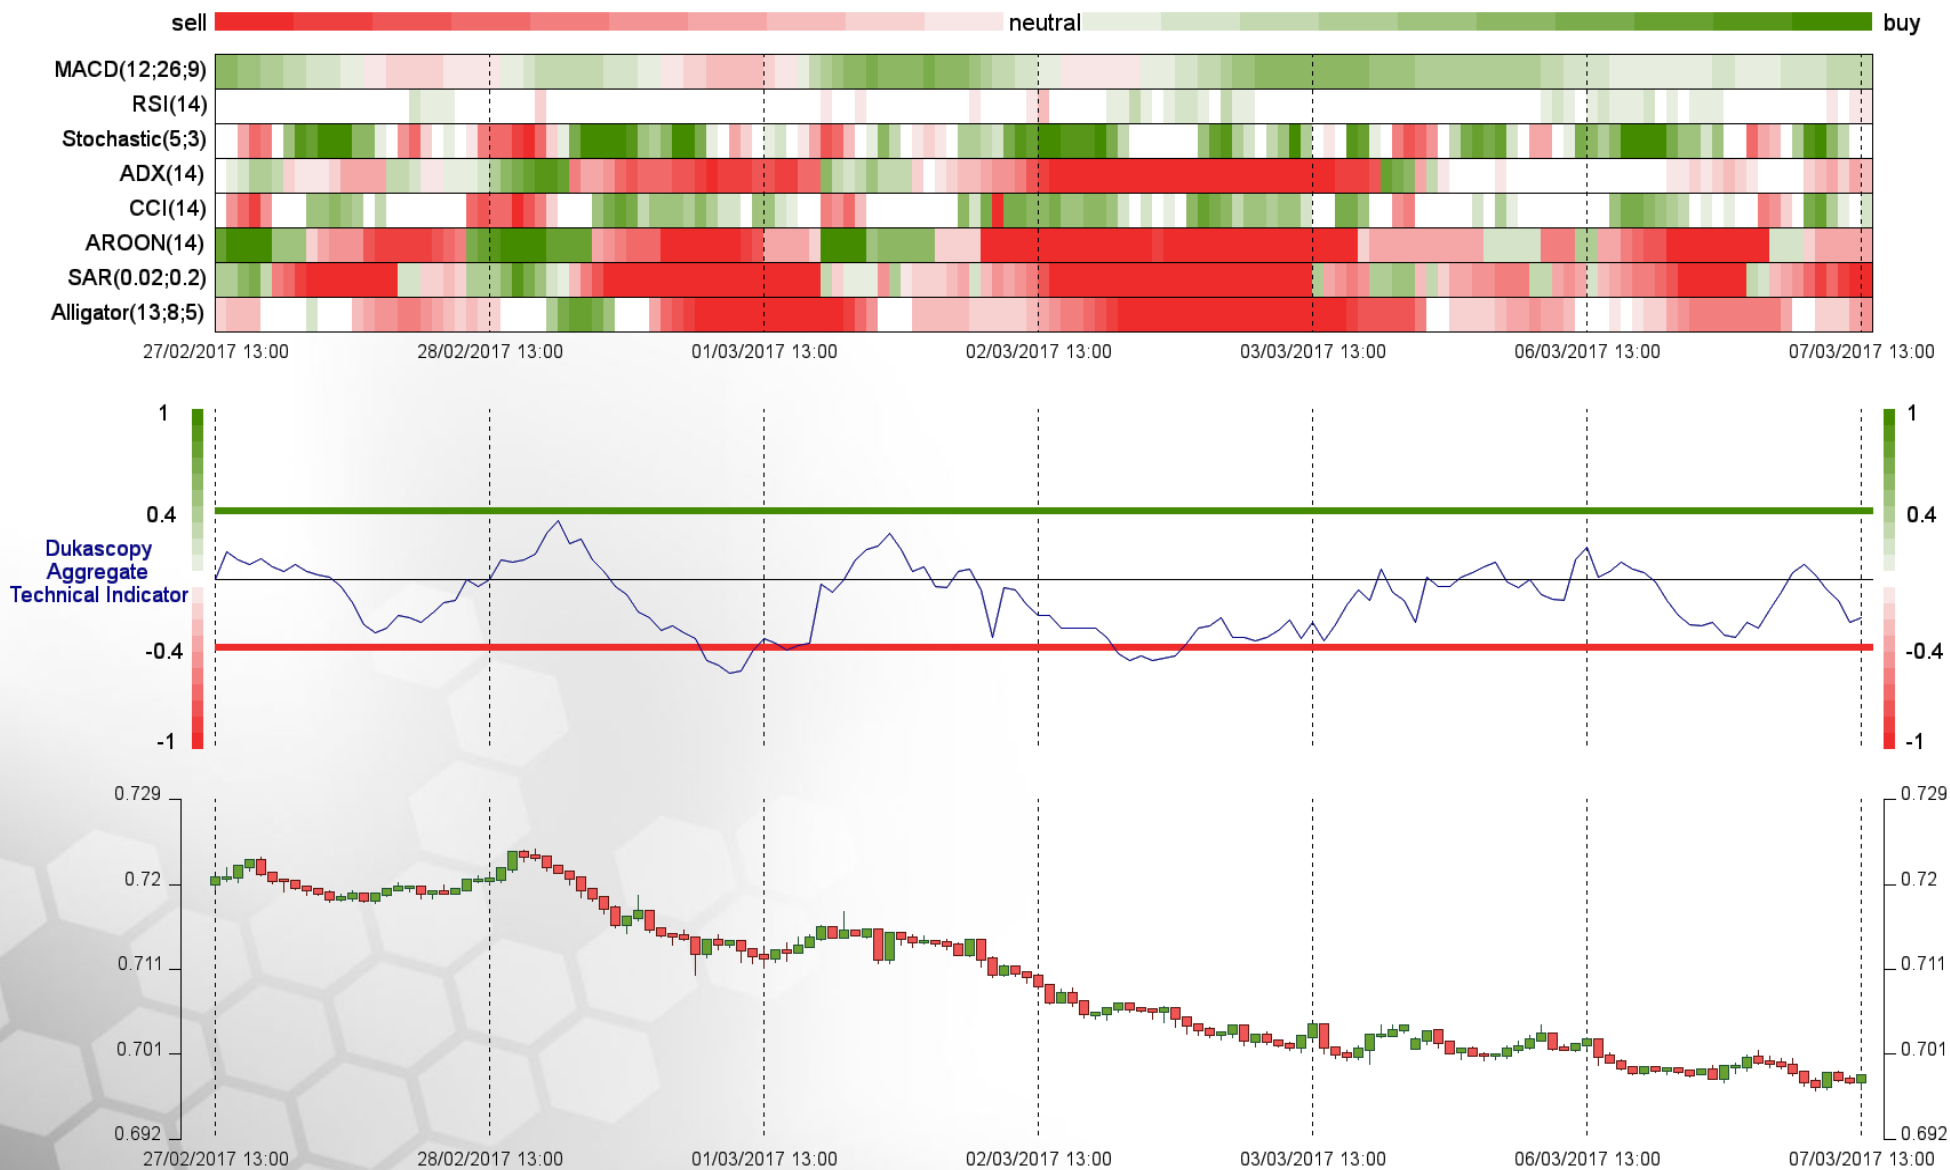 sell neutral buy
MACD(12;26;9)
RSI(14)
Stochastic(5;3)
ADX(14)
CCI(14)
AROON(14)
SAR(0.02;0.2)
Alligator(13;8;5)
27/02/2017 13:00 28/02/2017 13:00 01/03/2017 13:00 02/03/2017 13:00 03/03/2017 13:00 06/03/2017 13:00 07/03/2017 13:00
1 1
0.4 0.4
Dukascopy
Aggregate
Technical Indicator
-0.4 -0.4
-1 -1
0.729 0.729
0.72 0.72
0.711 0.711
0.701 0.701
0.692 0.692
27/02/2017 13:00 28/02/2017 13:00 01/03/2017 13:00 02/03/2017 13:00 03/03/2017 13:00 06/03/2017 13:00 07/03/2017 13:00